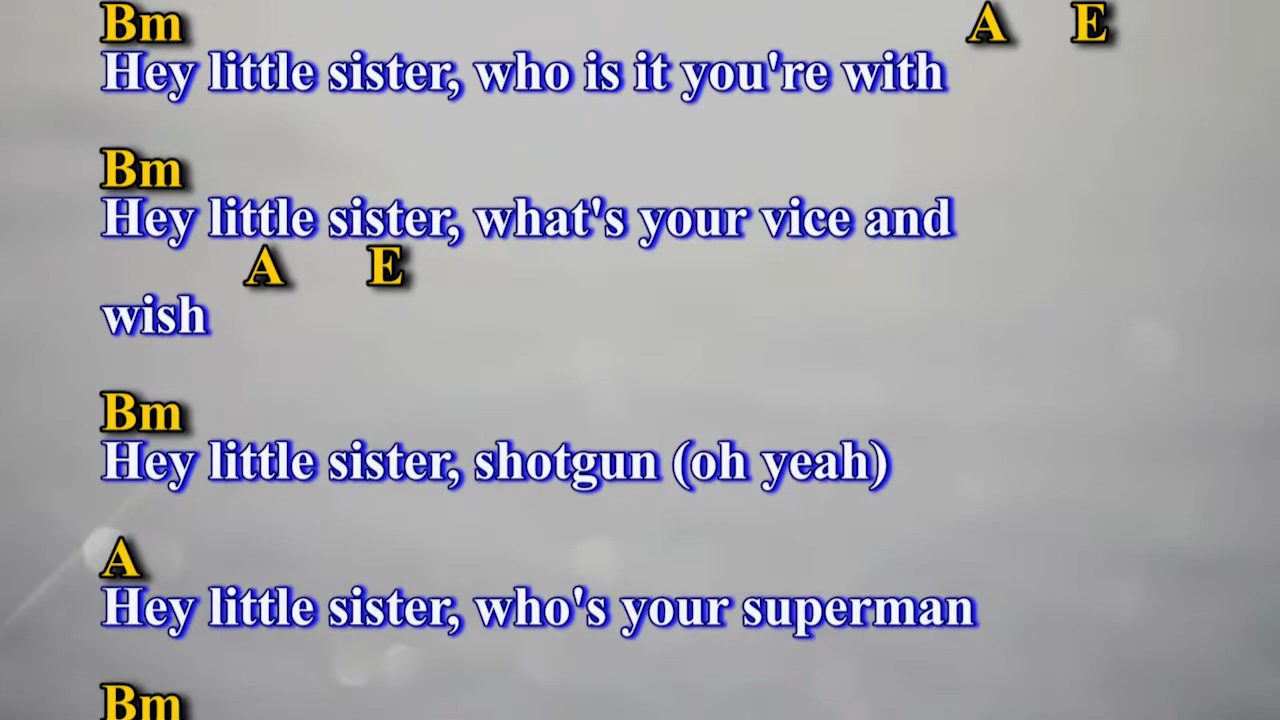 Bm A E
Hey little sister, who is it you're with
Bm
Hey little sister, what's your vice and
A E
wish
Bm
Hey little sister, shotgun (oh yeah)
A
Hey little sister, who's your superman
Bm